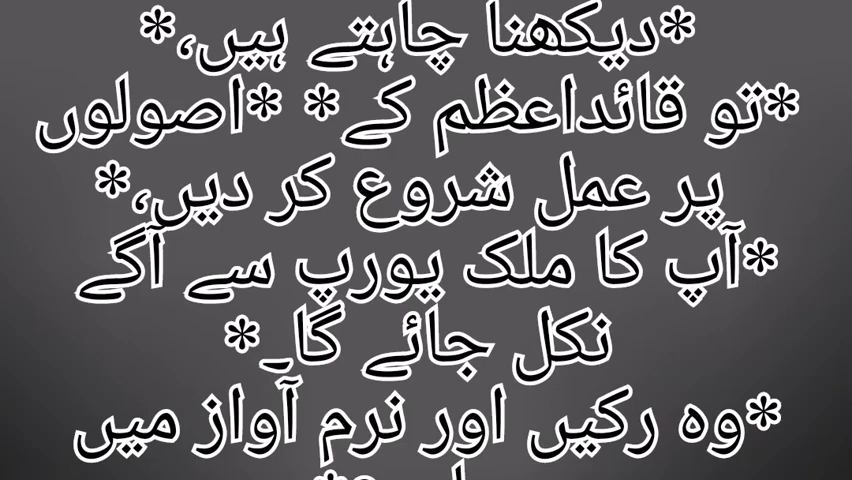 *دیکھنا چاہتے ہیں،*
*تو قائداعظم کے* *اصولوں
پر عمل شروع کر دیں،*
*آپ کا ملک یورپ سے آگے
نکل جائے گا۔*
*وہ رکیں اور نرم آواز میں